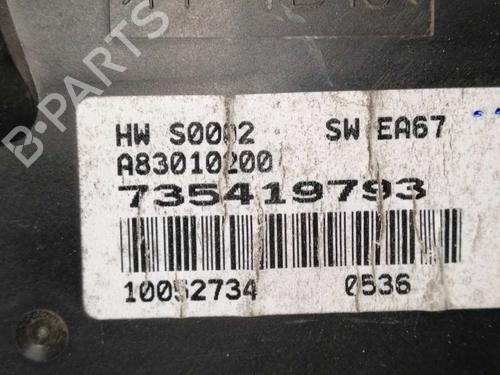 B-PARTS
HW S0002 SW EA67
A83010200
735419793
10052734 0536